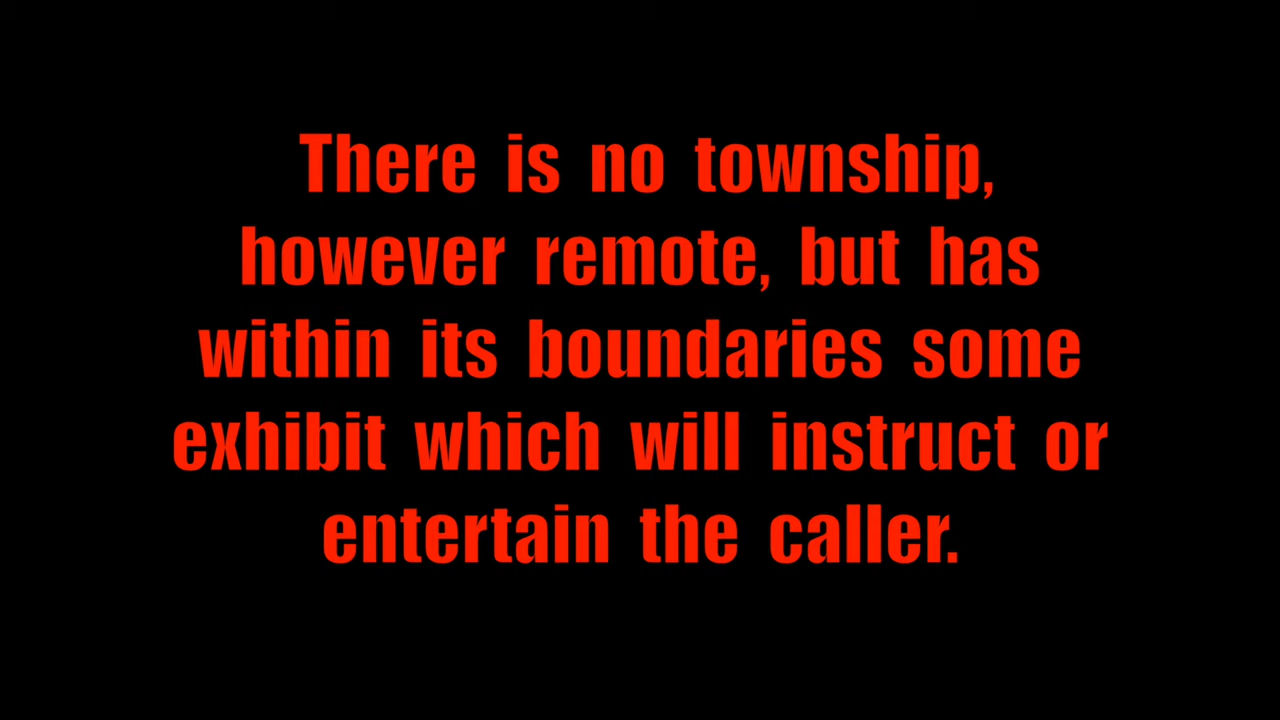 There is no township,
however remote, but has
within its boundaries some
exhibit which will instruct or
entertain the caller.